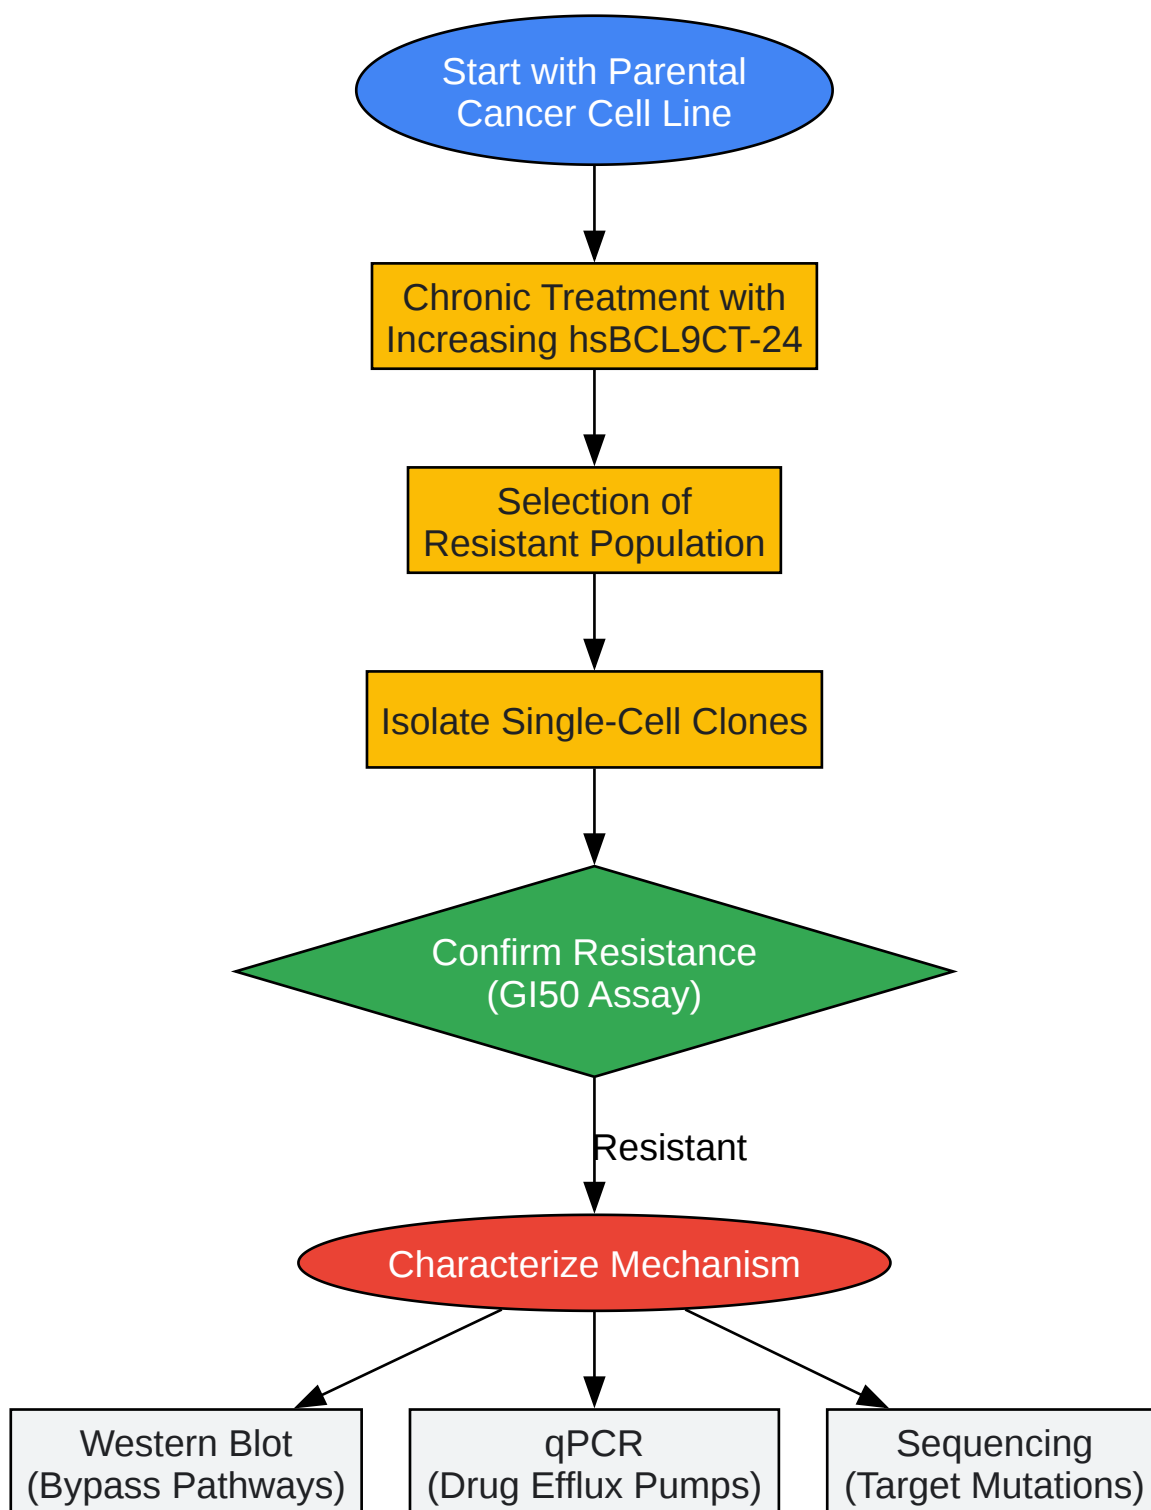 Start with Parental
Cancer Cell Line
Chronic Treatment with
Increasing hsBCL9CT-24
Selection of
Resistant Population
Isolate Single-Cell Clones
Confirm Resistance
(GI50 Assay)
Resistant
Characterize Mechanism
Western Blot
(Bypass Pathways)
qPCR
(Drug Efflux Pumps)
Sequencing
(Target Mutations)